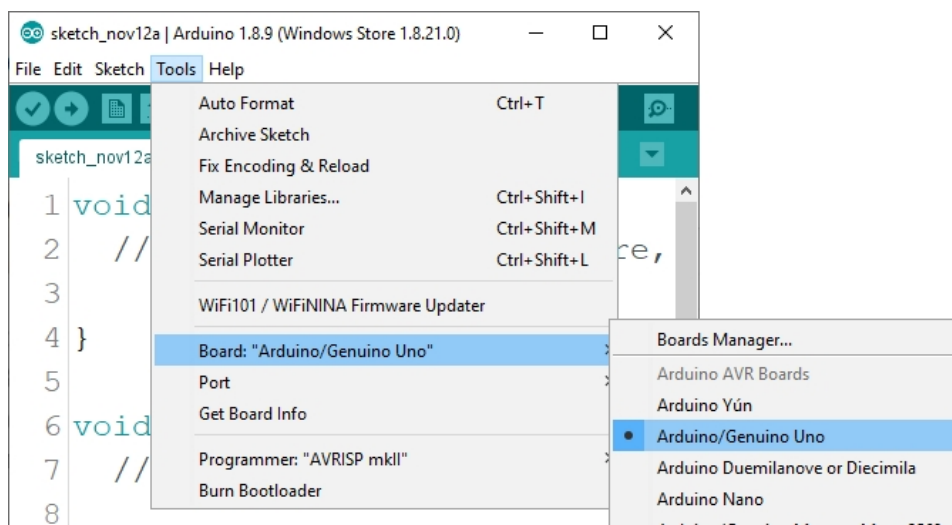 sketch_nov12a | Arduino 1.8.9 (Windows Store 1.8.21.0)
File Edit Sketch Tools Help
sketch_nov12a
Auto Format Ctrl+T
Archive Sketch
Fix Encoding & Reload
Manage Libraries... Ctrl+Shift+I
Serial Monitor Ctrl+Shift+M
Serial Plotter Ctrl+Shift+L
WiFi101 / WiFiNINA Firmware Updater
Board: "Arduino/Genuino Uno"
Port
Get Board Info
Programmer: "AVRISP mkII"
Burn Bootloader
1 void
2 // re,
3
4 }
5
6 void
7 //
8
Boards Manager...
Arduino AVR Boards
Arduino Yún
Arduino/Genuino Uno
Arduino Duemilanove or Diecimila
Arduino Nano